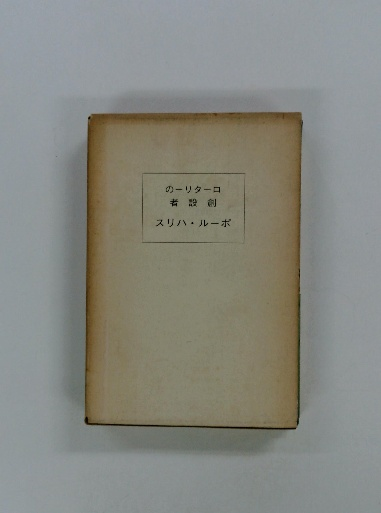 ロータリーの
創設者
ポール・ハリス